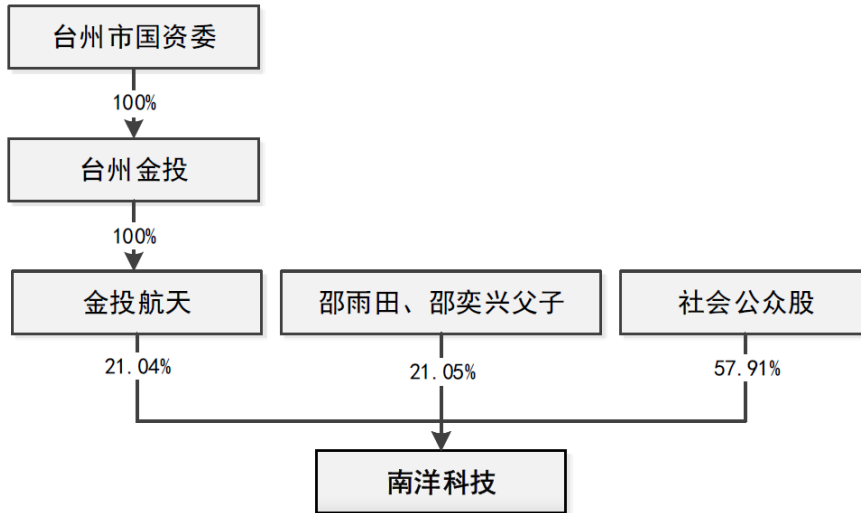 台州市国资委
100%
台州金投
100%
金投航天
邵雨田、邵奕兴父子
社会公众股
21.04%
21.05%
57.91%
南洋科技